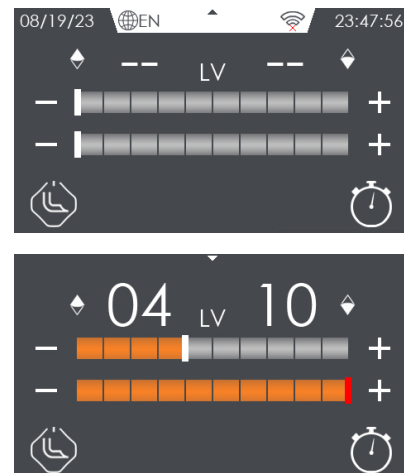 08/19/23 EN 23:47:56
-- LV --
− +
− +
04 LV 10
− +
− +